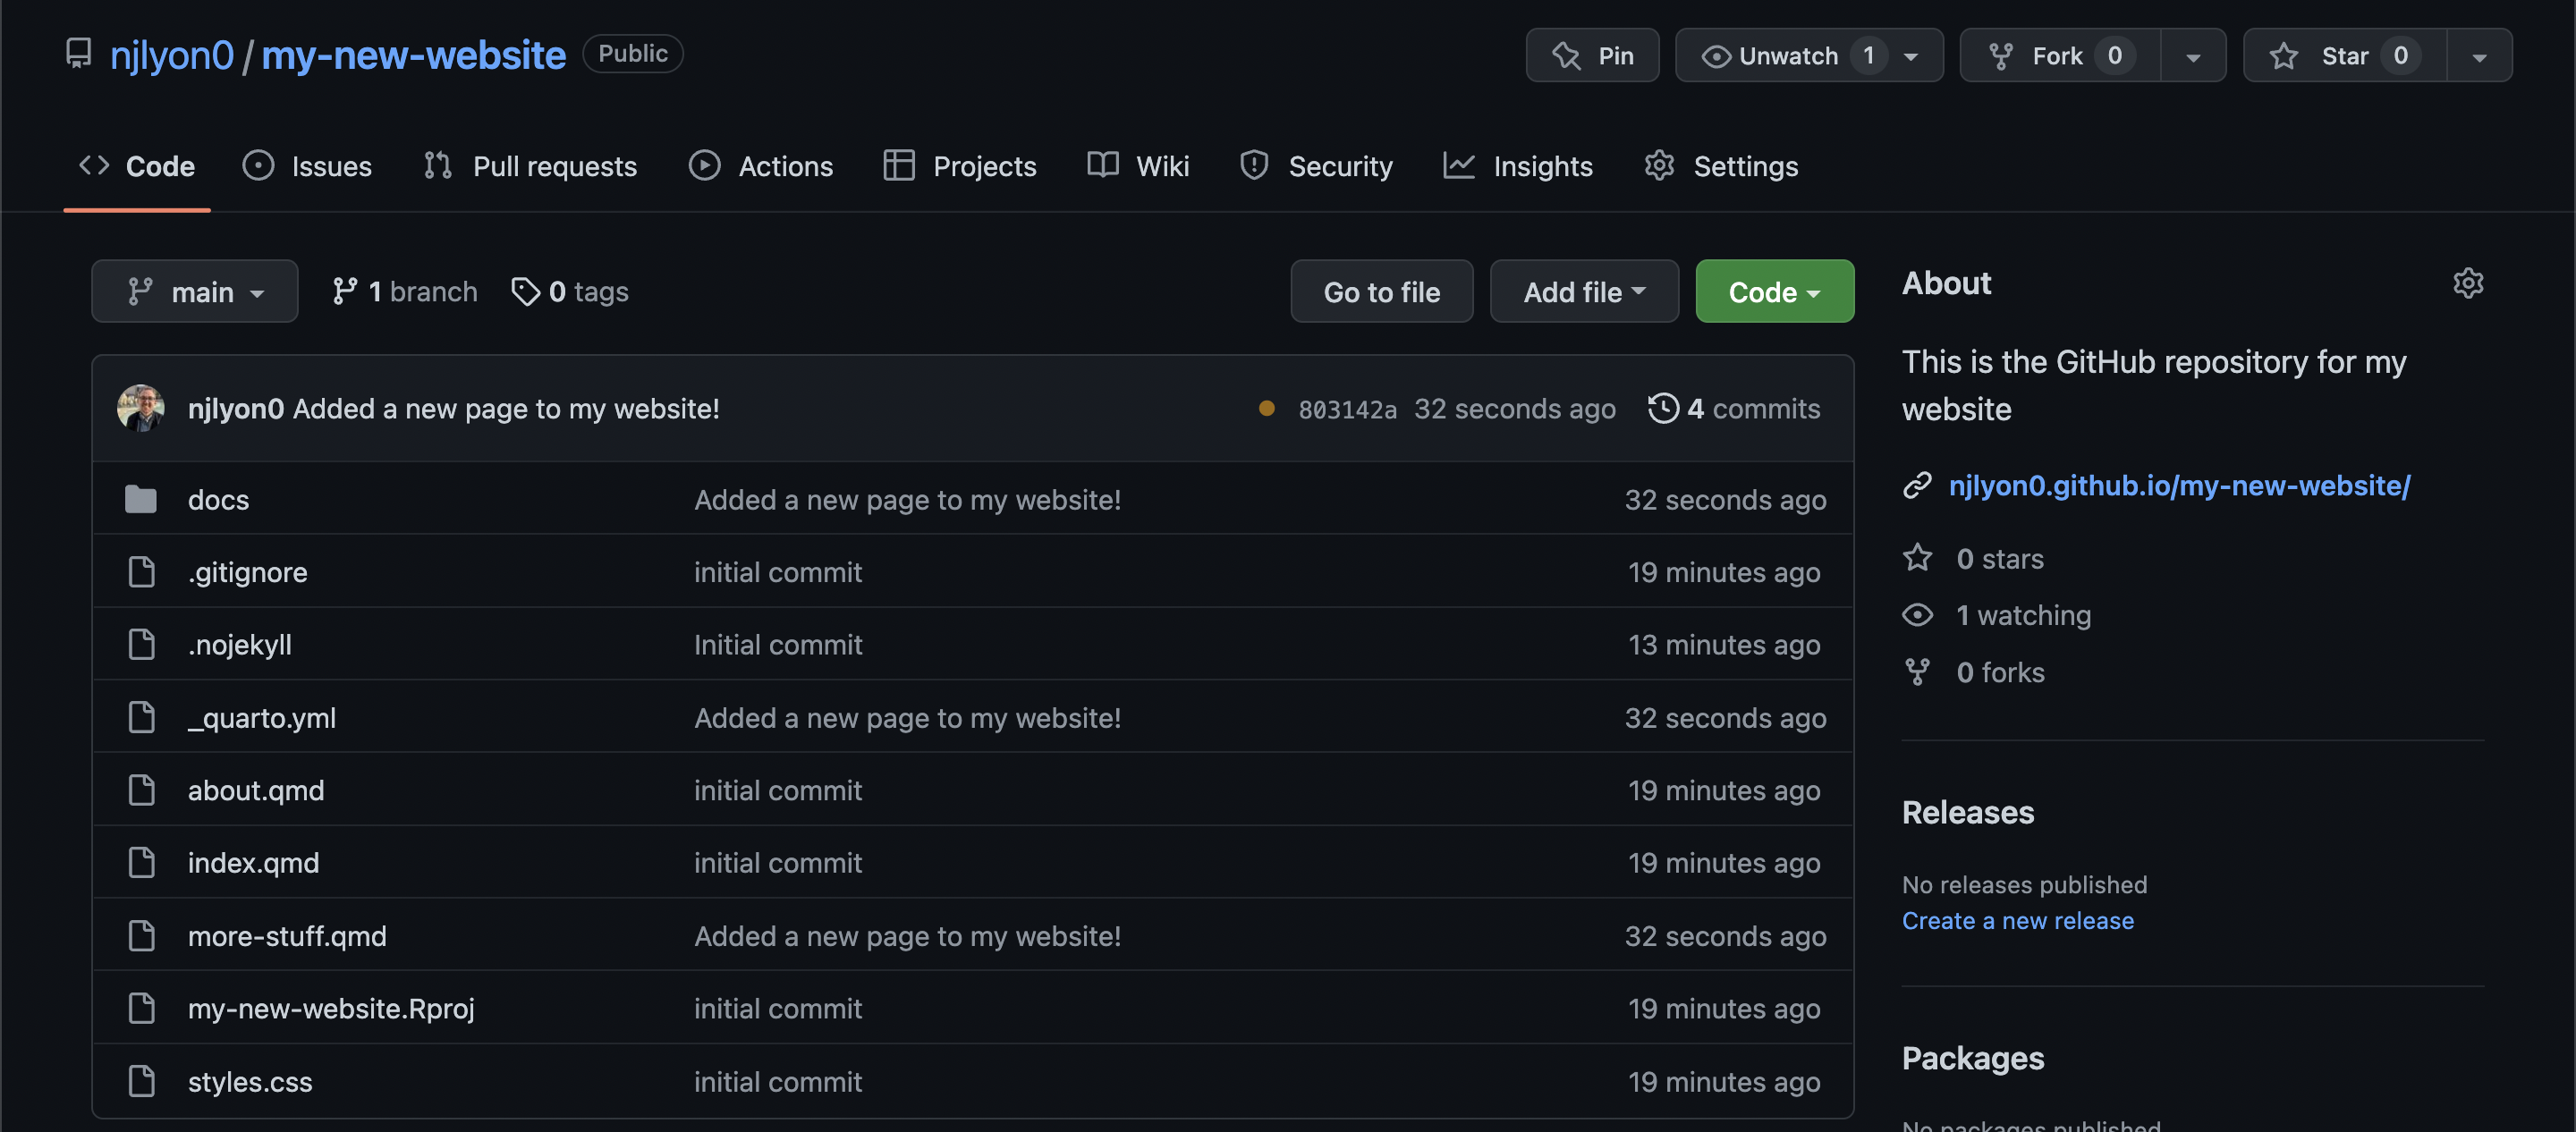 njlyon0 / my-new-website Public
Pin
Unwatch 1
Fork 0
Star 0
Code
Issues
Pull requests
Actions
Projects
Wiki
Security
Insights
Settings
main
1 branch
0 tags
Go to file
Add file
Code
njlyon0 Added a new page to my website! 803142a 32 seconds ago 4 commits
docs Added a new page to my website! 32 seconds ago
.gitignore initial commit 19 minutes ago
.nojekyll Initial commit 13 minutes ago
_quarto.yml Added a new page to my website! 32 seconds ago
about.qmd initial commit 19 minutes ago
index.qmd initial commit 19 minutes ago
more-stuff.qmd Added a new page to my website! 32 seconds ago
my-new-website.Rproj initial commit 19 minutes ago
styles.css initial commit 19 minutes ago
About
This is the GitHub repository for my
website
njlyon0.github.io/my-new-website/
0 stars
1 watching
0 forks
Releases
No releases published
Create a new release
Packages
No packages published